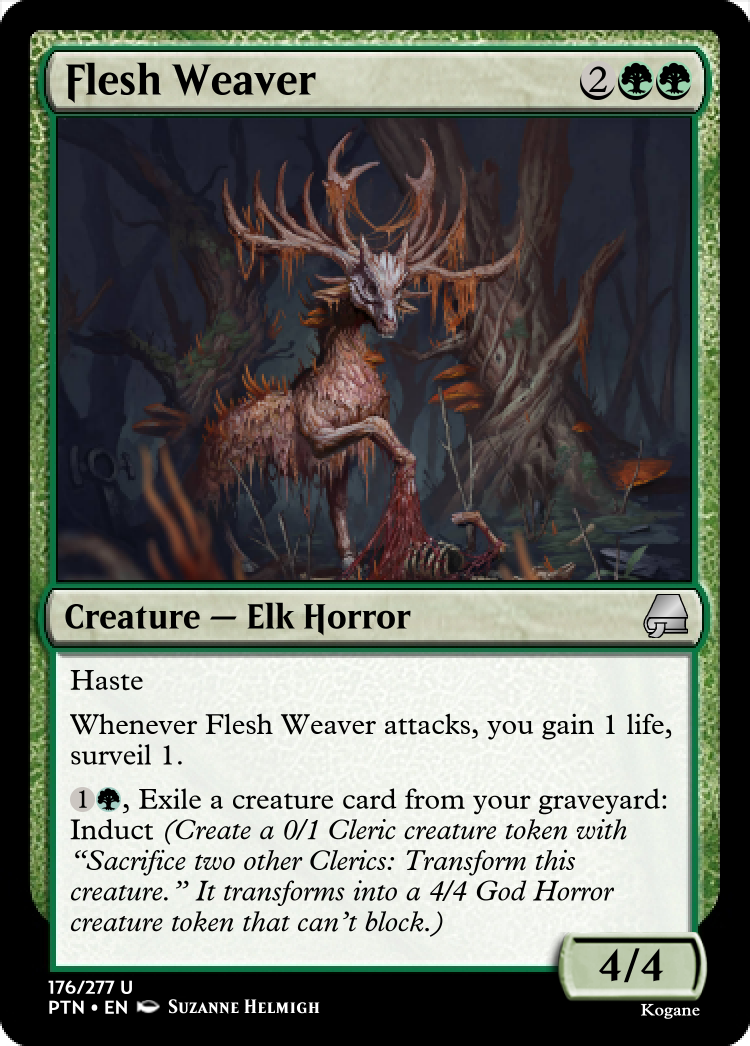 Flesh Weaver 2
Creature — Elk Horror
Haste
Whenever Flesh Weaver attacks, you gain 1 life,
surveil 1.
1, Exile a creature card from your graveyard:
Induct (Create a 0/1 Cleric creature token with
“Sacrifice two other Clerics: Transform this
creature.” It transforms into a 4/4 God Horror
creature token that can’t block.)
4/4
176/277 U
PTN • EN SUZANNE HELMIGH
Kogane